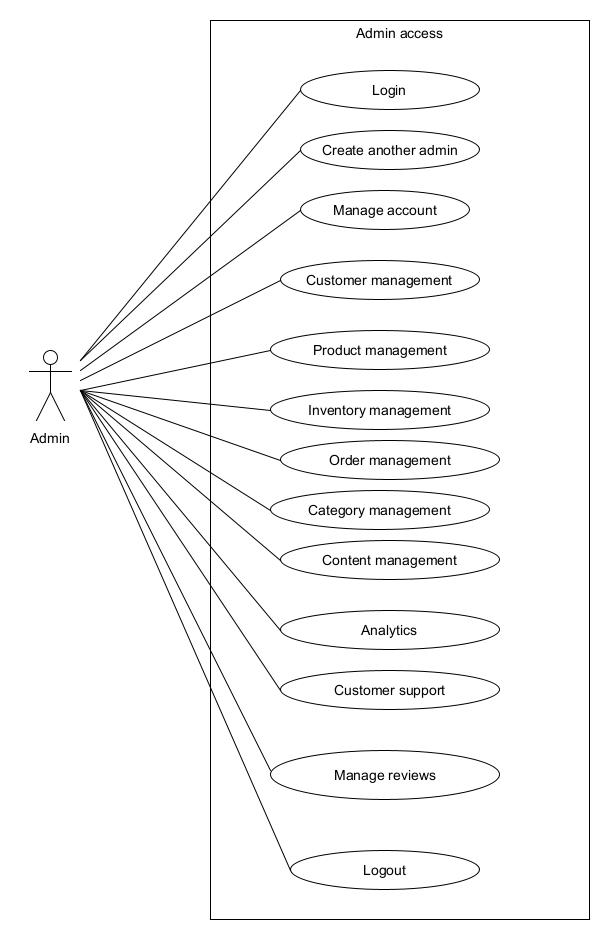 Admin access
Login
Create another admin
Manage account
Customer management
Product management
Admin
Inventory management
Order management
Category management
Content management
Analytics
Customer support
Manage reviews
Logout